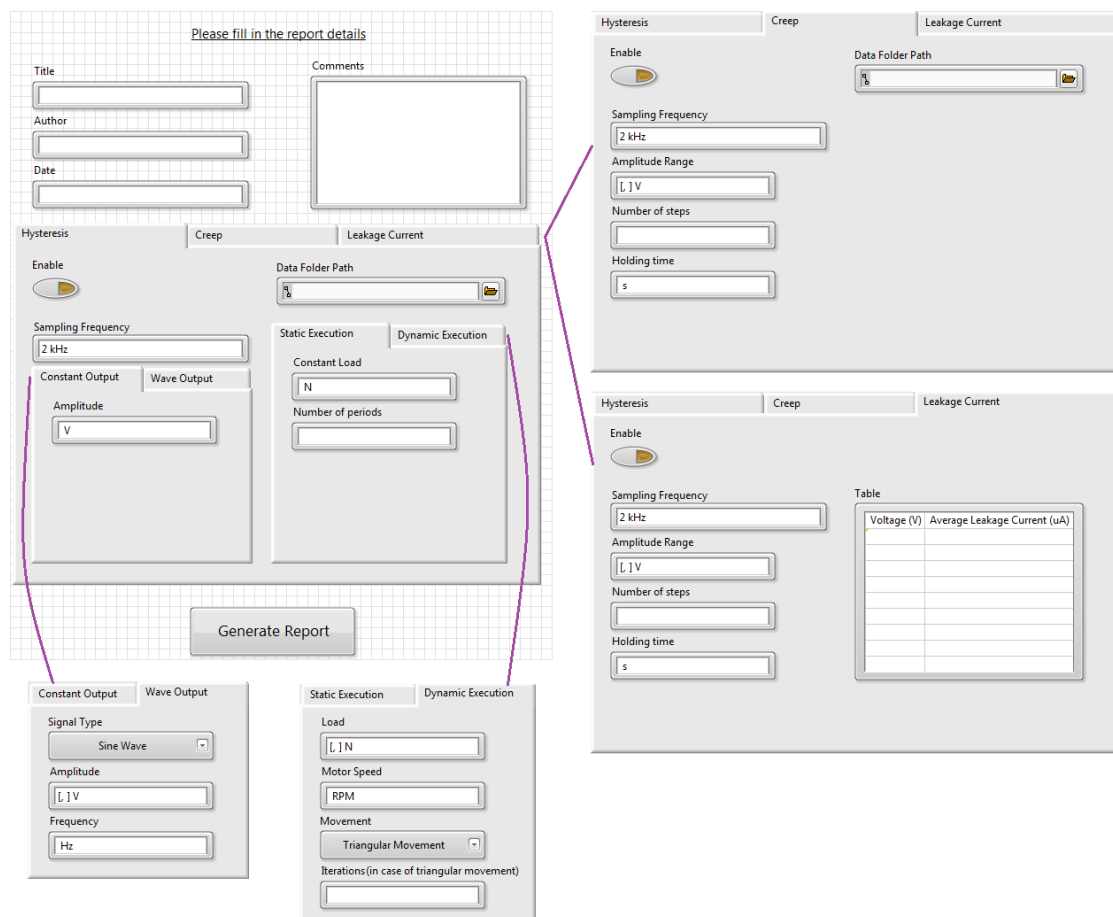 Please fill in the report details
Title
Comments
Author
Date
Hysteresis
Creep
Leakage Current
Enable
Data Folder Path
Sampling Frequency
2 kHz
Constant Output
Wave Output
Amplitude
V
Static Execution
Dynamic Execution
Constant Load
N
Number of periods
Generate Report
Constant Output
Wave Output
Signal Type
Sine Wave
Amplitude
[, ] V
Frequency
Hz
Static Execution
Dynamic Execution
Load
[, ] N
Motor Speed
RPM
Movement
Triangular Movement
Iterations (in case of triangular movement)
Hysteresis
Creep
Leakage Current
Enable
Data Folder Path
Sampling Frequency
2 kHz
Amplitude Range
[, ] V
Number of steps
Holding time
s
Hysteresis
Creep
Leakage Current
Enable
Sampling Frequency
2 kHz
Amplitude Range
[, ] V
Number of steps
Holding time
s
Table
Voltage (V) Average Leakage Current (uA)